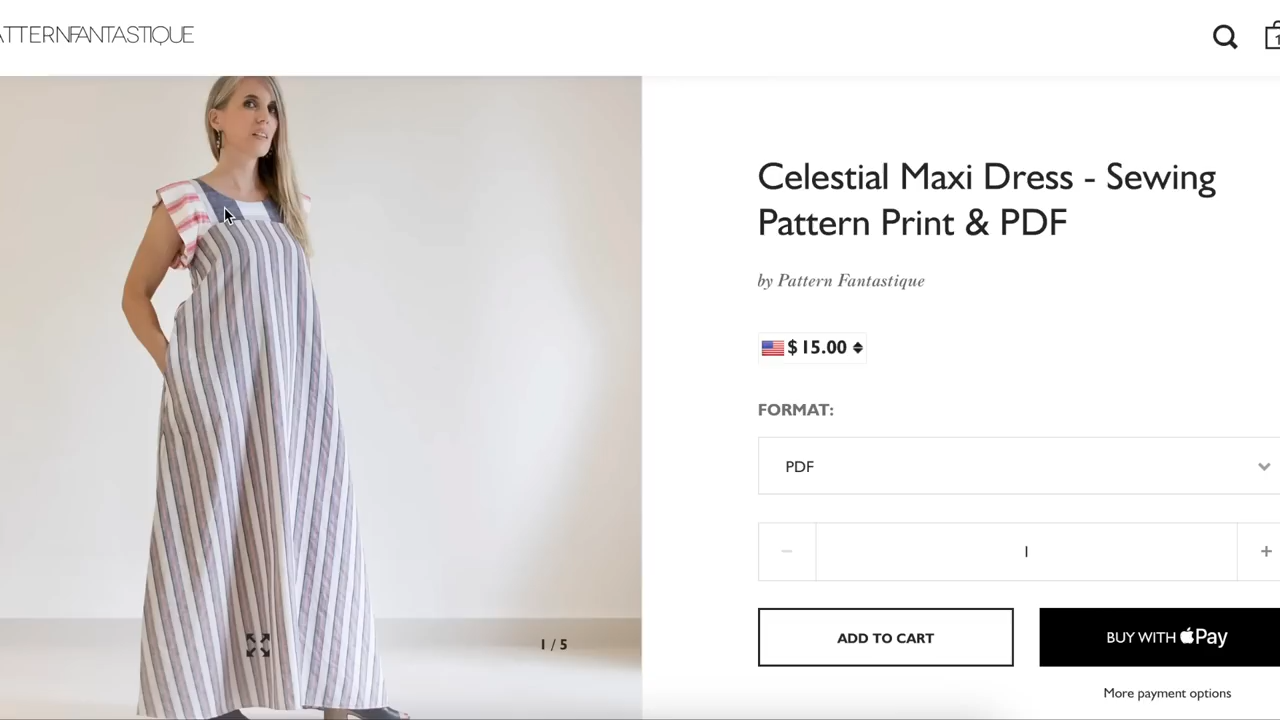 ATTERNFANTASTIQUE
1
Celestial Maxi Dress - Sewing
Pattern Print & PDF
by Pattern Fantastique
$ 15.00
FORMAT:
PDF
1
ADD TO CART
BUY WITH Pay
More payment options
1 / 5